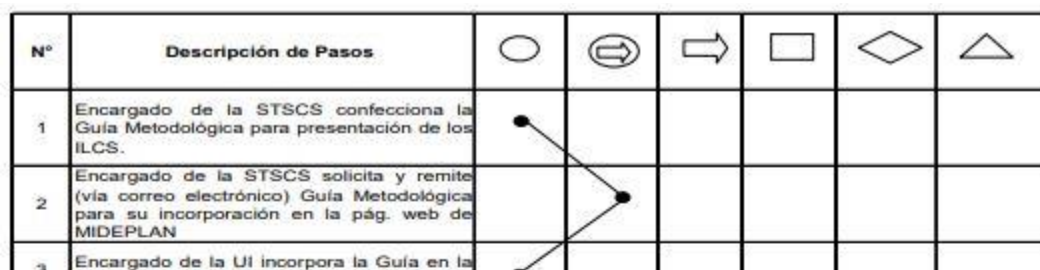 N° Descripción de Pasos
1
Encargado de la STSCS confecciona la
Guía Metodológica para presentación de los
ILCS.
2
Encargado de la STSCS solicita y remite
(vía correo electrónico) Guía Metodológica
para su incorporación en la pág. web de
MIDEPLAN
3
Encargado de la UI incorpora la Guía en la